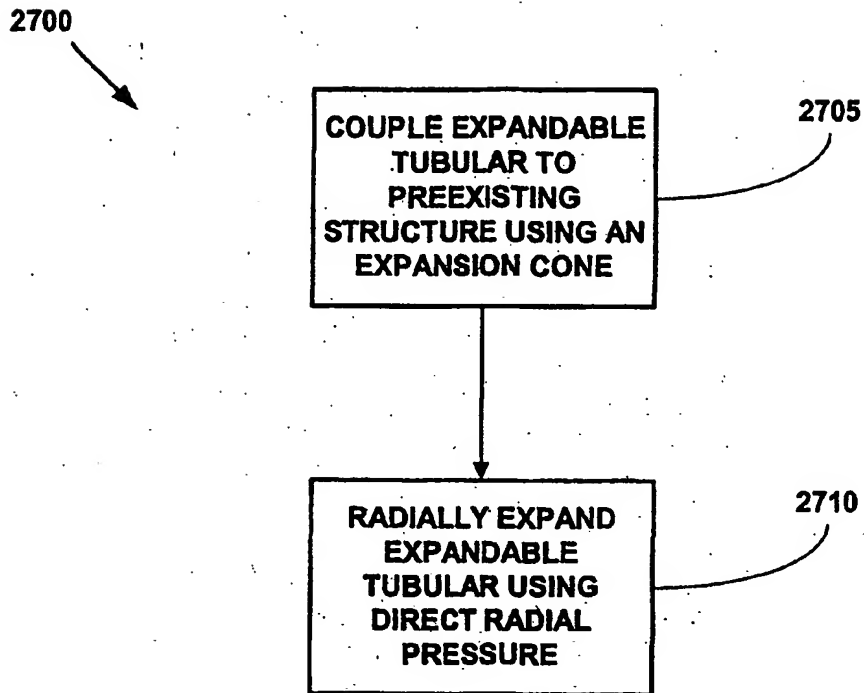 2700
COUPLE EXPANDABLE
TUBULAR TO
PREEXISTING
STRUCTURE USING AN
EXPANSION CONE
2705
RADIALLY EXPAND
EXPANDABLE
TUBULAR USING
DIRECT RADIAL
PRESSURE
2710